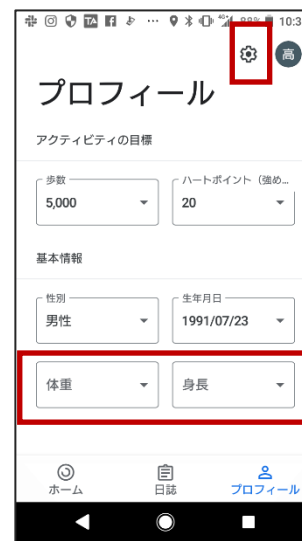 88% 10:3
高
プロフィール
アクティビティの目標
歩数
ハートポイント（強め...
5,000
20
基本情報
性別
生年月日
男性
1991/07/23
体重
身長
ホーム
日誌
プロフィール